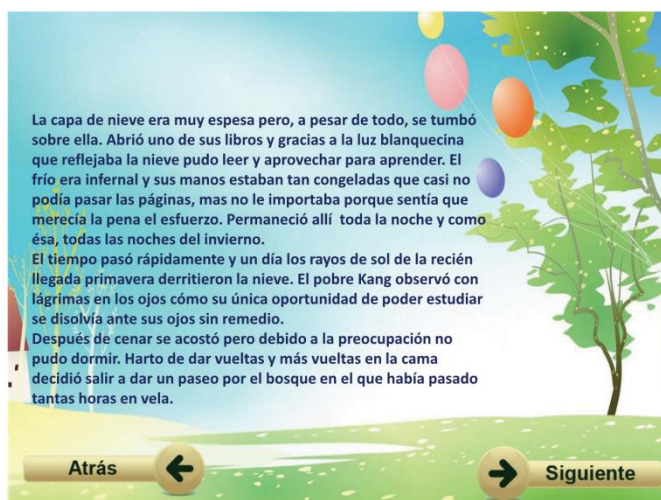 La capa de nieve era muy espesa pero, a pesar de todo, se tumbó
sobre ella. Abrió uno de sus libros y gracias a la luz blanquecina
que reflejaba la nieve pudo leer y aprovechar para aprender. El
frío era infernal y sus manos estaban tan congeladas que casi no
podía pasar las páginas, mas no le importaba porque sentía que
merecía la pena el esfuerzo. Permaneció allí toda la noche y como
ésa, todas las noches del invierno.
El tiempo pasó rápidamente y un día los rayos de sol de la recién
llegada primavera derritieron la nieve. El pobre Kang observó con
lágrimas en los ojos cómo su única oportunidad de poder estudiar
se disolvía ante sus ojos sin remedio.
Después de cenar se acostó pero debido a la preocupación no
pudo dormir. Harto de dar vueltas y más vueltas en la cama
decidió salir a dar un paseo por el bosque en el que había pasado
tantas horas en vela.
Atrás
Siguiente